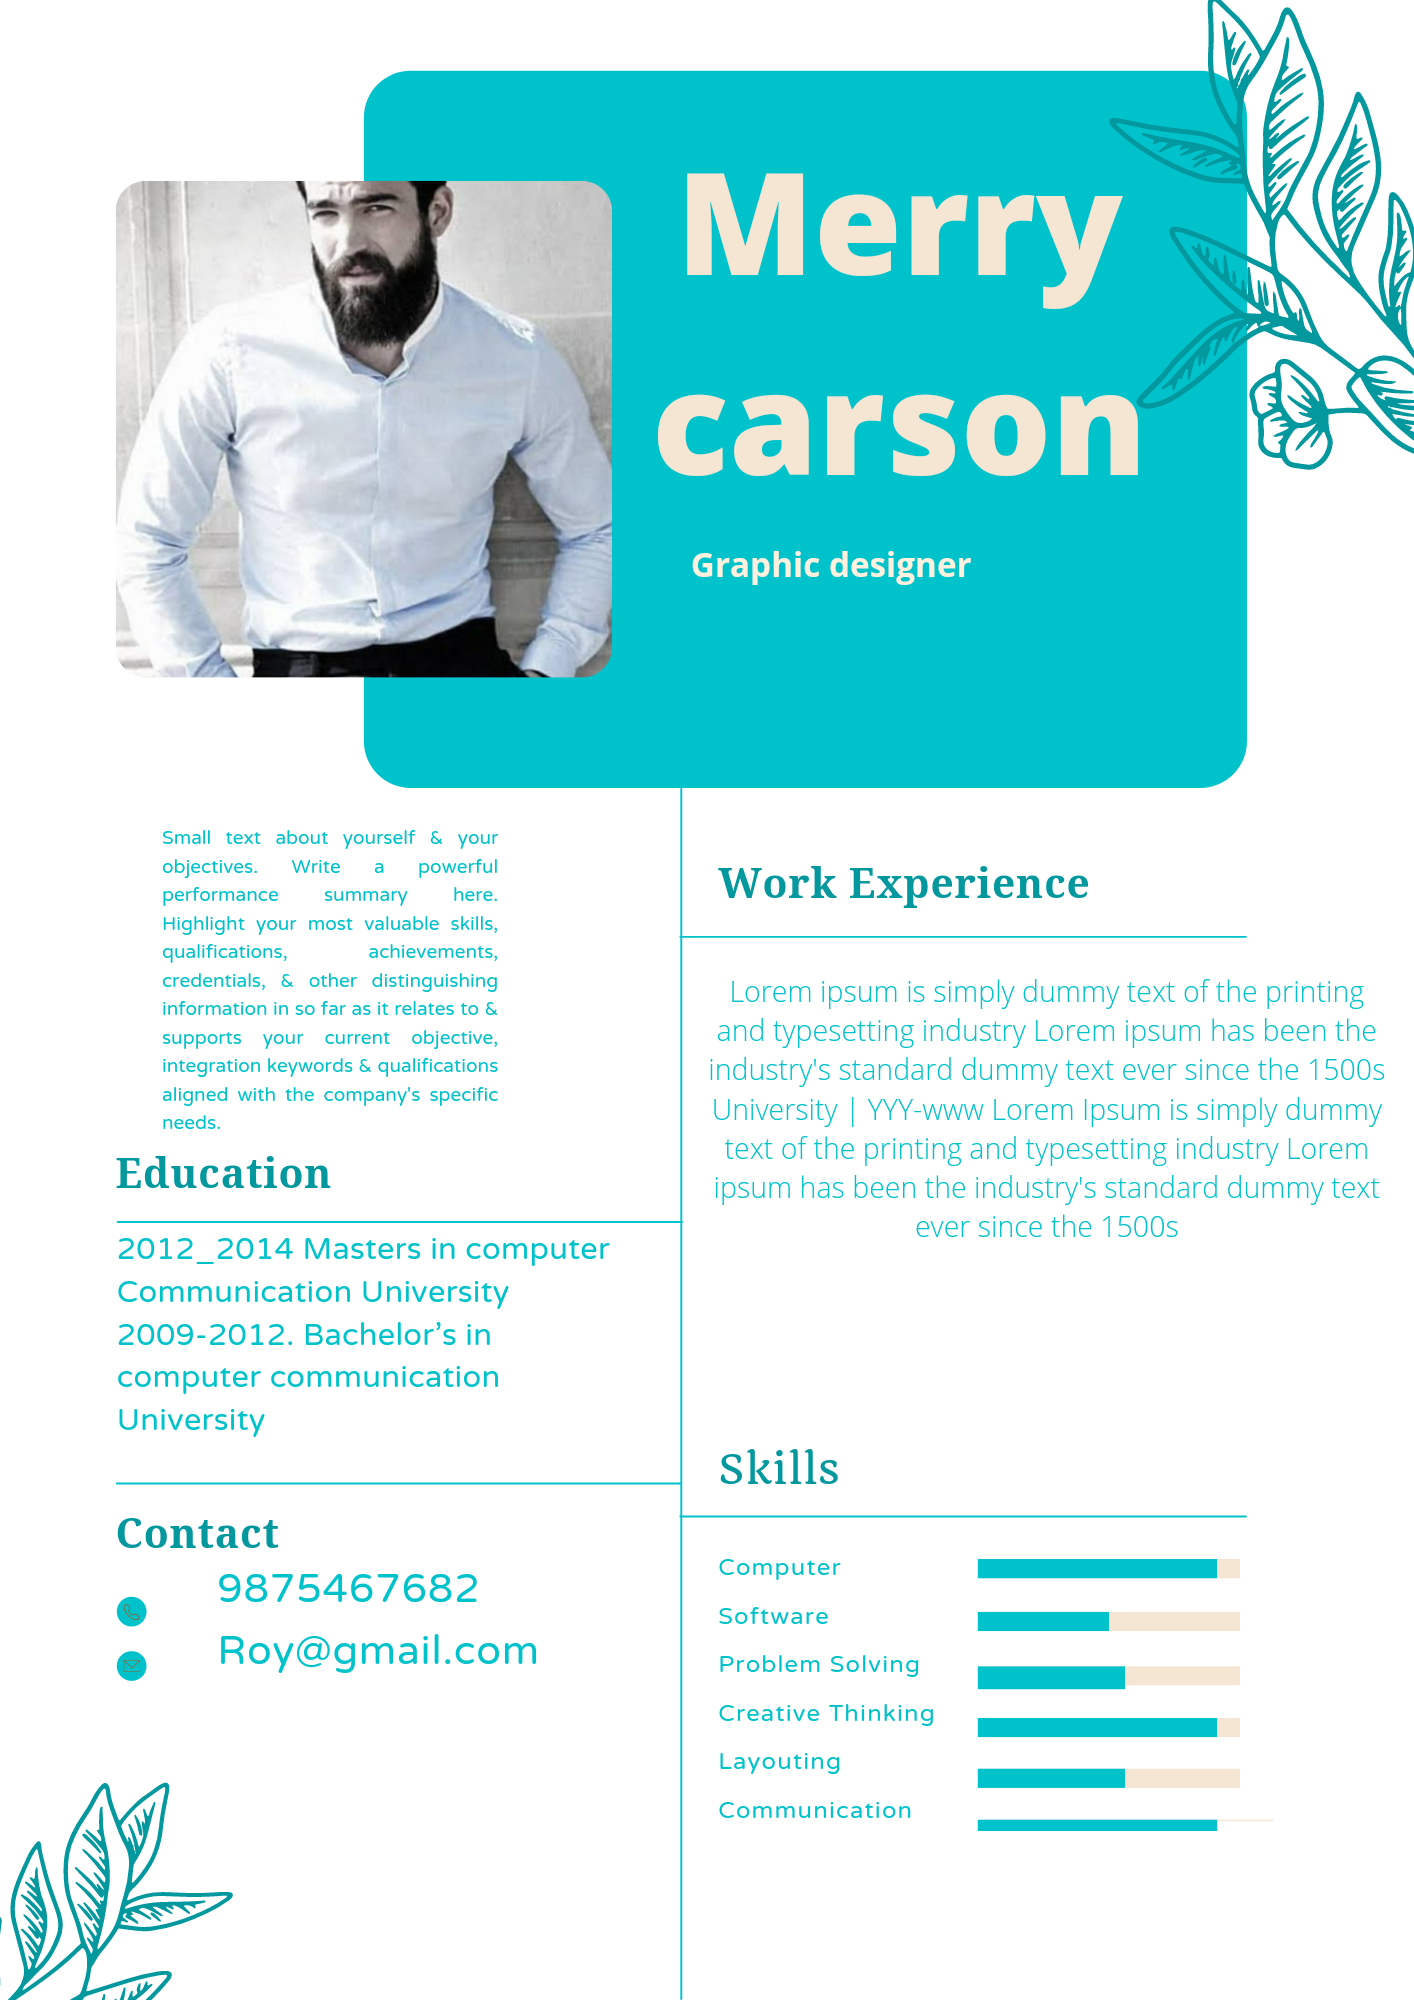 Merry
carson
Graphic designer
Small text about yourself & your
objectives. Write a powerful
performance summary here.
Highlight your most valuable skills,
qualifications, achievements,
credentials, & other distinguishing
information in so far as it relates to &
supports your current objective,
integration keywords & qualifications
aligned with the company's specific
needs.
Education
2012_2014 Masters in computer
Communication University
2009-2012. Bachelor’s in
computer communication
University
Contact
9875467682
Roy@gmail.com
Work Experience
Lorem ipsum is simply dummy text of the printing
and typesetting industry Lorem ipsum has been the
industry's standard dummy text ever since the 1500s
University | YYY-www Lorem Ipsum is simply dummy
text of the printing and typesetting industry Lorem
ipsum has been the industry's standard dummy text
ever since the 1500s
Skills
Computer
Software
Problem Solving
Creative Thinking
Layouting
Communication